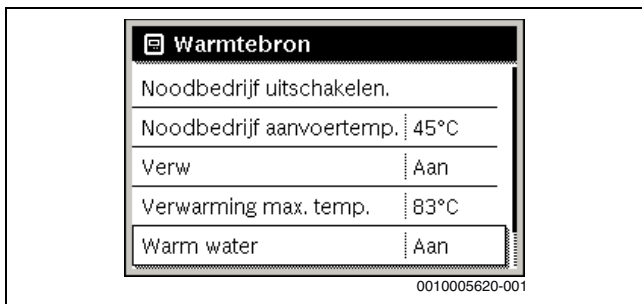 Warmtebron
Noodbedrijf uitschakelen.
Noodbedrijf aanvoertemp. 45°C
Verw Aan
Verwarming max. temp. 83°C
Warm water Aan
0010005620-001